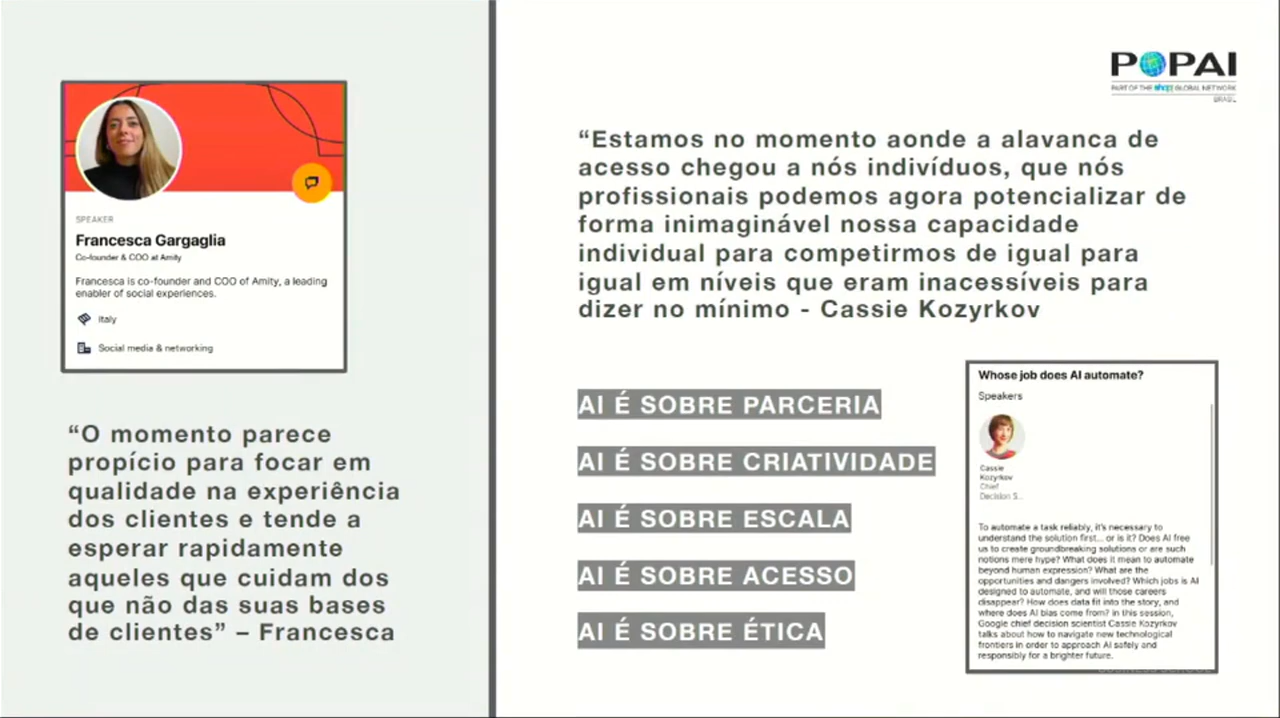 SPEAKER
Francesca Gargaglia
Co-founder & COO at Amity
Francesca is co-founder and COO of Amity, a leading
enabler of social experiences.
Italy
Social media & networking
“O momento parece
propício para focar em
qualidade na experiência
dos clientes e tende a
esperar rapidamente
aqueles que cuidam dos
que não das suas bases
de clientes” – Francesca
POPAI
PART OF THE shop! GLOBAL NETWORK
BRASIL
“Estamos no momento aonde a alavanca de
acesso chegou a nós indivíduos, que nós
profissionais podemos agora potencializar de
forma inimaginável nossa capacidade
individual para competirmos de igual para
igual em níveis que eram inacessíveis para
dizer no mínimo - Cassie Kozyrkov
AI É SOBRE PARCERIA
AI É SOBRE CRIATIVIDADE
AI É SOBRE ESCALA
AI É SOBRE ACESSO
AI É SOBRE ÉTICA
Whose job does AI automate?
Speakers
Cassie
Kozyrkov
Chief
Decision S...
To automate a task reliably, it's necessary to
understand the solution first... or is it? Does AI free
us to create groundbreaking solutions or are such
notions mere hype? What does it mean to automate
beyond human expression? What are the
opportunities and dangers involved? Which jobs is AI
designed to automate, and will those careers
disappear? How does data fit into the story, and
where does AI bias come from? In this session,
Google chief decision scientist Cassie Kozyrkov
talks about how to navigate new technological
frontiers in order to approach AI safely and
responsibly for a brighter future.